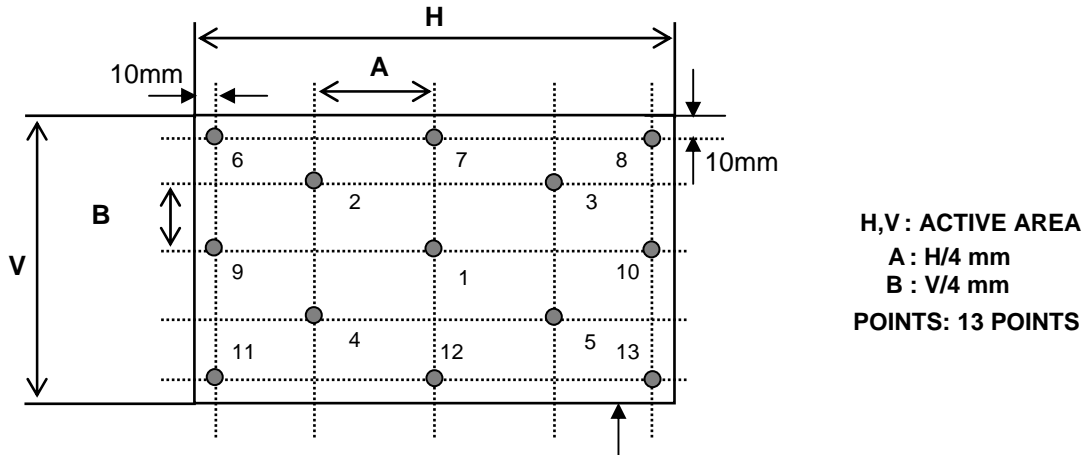 H
10mm
A
6
7
8
10mm
2
3
B
V
9
1
10
4
5
11
12
13
H,V : ACTIVE AREA
A : H/4 mm
B : V/4 mm
POINTS: 13 POINTS